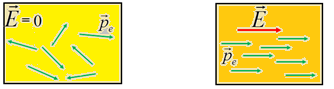 E⃗ = 0
p⃗ₑ
E⃗
p⃗ₑ